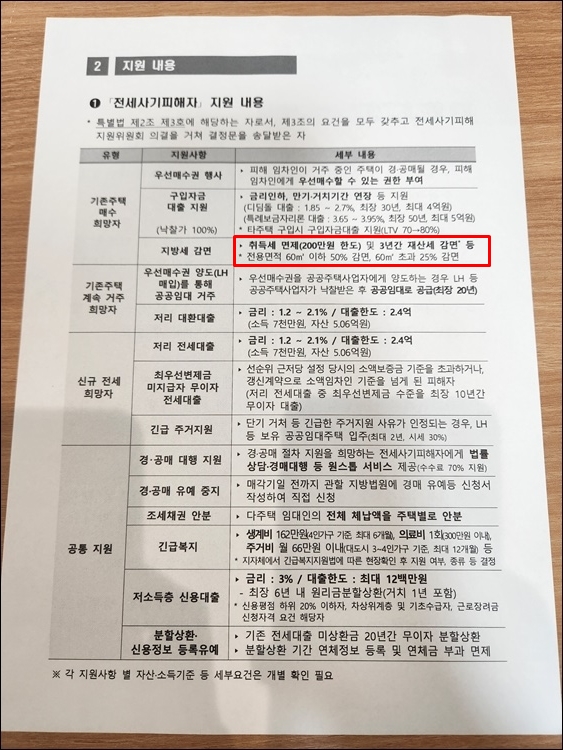 2 지원 내용
❶ 「전세사기피해자」 지원 내용
* 특별법 제2조 제3호에 해당하는 자로서, 제3조의 요건을 모두 갖추고 전세사기피해
지원위원회 의결을 거쳐 결정문을 송달받은 자
유형 지원사항 세부 내용
기존주택
매수
희망자
우선매수권 행사
‣ 피해 임차인이 거주 중인 주택이 경·공매될 경우, 피해
임차인에게 우선매수할 수 있는 권한 부여
구입자금
대출 지원
(낙찰가 100%)
‣ 금리인하, 만기·거치기간 연장 등 지원
(디딤돌 대출 : 1.85 ~ 2.7%, 최장 30년, 최대 4억원)
(특례보금자리론 대출 : 3.65 ~ 3.95%, 최장 50년, 최대 5억원)
* 타주택 구입시 구입자금대출 지원(LTV 70→80%)
지방세 감면
‣ 취득세 면제(200만원 한도) 및 3년간 재산세 감면* 등
* 전용면적 60㎡ 이하 50% 감면, 60㎡ 초과 25% 감면
기존주택
계속 거주
희망자
우선매수권 양도(LH
매입)를 통해
공공임대 거주
‣ 우선매수권을 공공주택사업자에게 양도하는 경우 LH 등
공공주택사업자가 낙찰받은 후 공공임대로 공급(최장 20년)
저리 대환대출
‣ 금리 : 1.2 ~ 2.1% / 대출한도 : 2.4억
(소득 7천만원, 자산 5.06억원)
신규 전세
희망자
저리 전세대출
‣ 금리 : 1.2 ~ 2.1% / 대출한도 : 2.4억
(소득 7천만원, 자산 5.06억원)
최우선변제금
미지급자 무이자
전세대출
‣ 선순위 근저당 설정 당시의 소액보증금 기준을 초과하거나,
갱신계약으로 소액임차인 기준을 넘게 된 피해자
(저리 전세대출 중 최우선변제금 수준을 최장 10년간
무이자 대출)
긴급 주거지원
‣ 단기 거처 등 긴급한 주거지원 사유가 인정되는 경우, LH
등 보유 공공임대주택 입주(최대 2년, 시세 30%)
공통 지원
경·공매 대행 지원
‣ 경·공매 절차 지원을 희망하는 전세사기피해자에게 법률
상담·경매대행 등 원스톱 서비스 제공(수수료 70% 지원)
경·공매 유예 중지
‣ 매각기일 전까지 관할 지방법원에 경매 유예등 신청서
작성하여 직접 신청
조세채권 안분
‣ 다주택 임대인의 전체 체납액을 주택별로 안분
긴급복지
‣ 생계비 162만원(4인가구 기준, 최대 6개월), 의료비 1회(300만원 이내),
주거비 월 66만원 이내(대도시 3~4인가구 기준, 최대 12개월) 등
* 지자체에서 긴급복지지원법에 따른 현장확인 후 지원 여부, 종류 등 결정
저소득층 신용대출
‣ 금리 : 3% / 대출한도 : 최대 12백만원
- 최장 6년 내 원리금분할상환(거치 1년 포함)
* 신용평점 하위 20% 이하자, 차상위계층 및 기초수급자, 근로장려금
신청자격 요건 해당자
분할상환·
신용정보 등록유예
‣ 기존 전세대출 미상환금 20년간 무이자 분할상환
‣ 분할상환 기간 연체정보 등록 및 연체금 부과 면제
※ 각 지원사항 별 자산·소득기준 등 세부요건은 개별 확인 필요